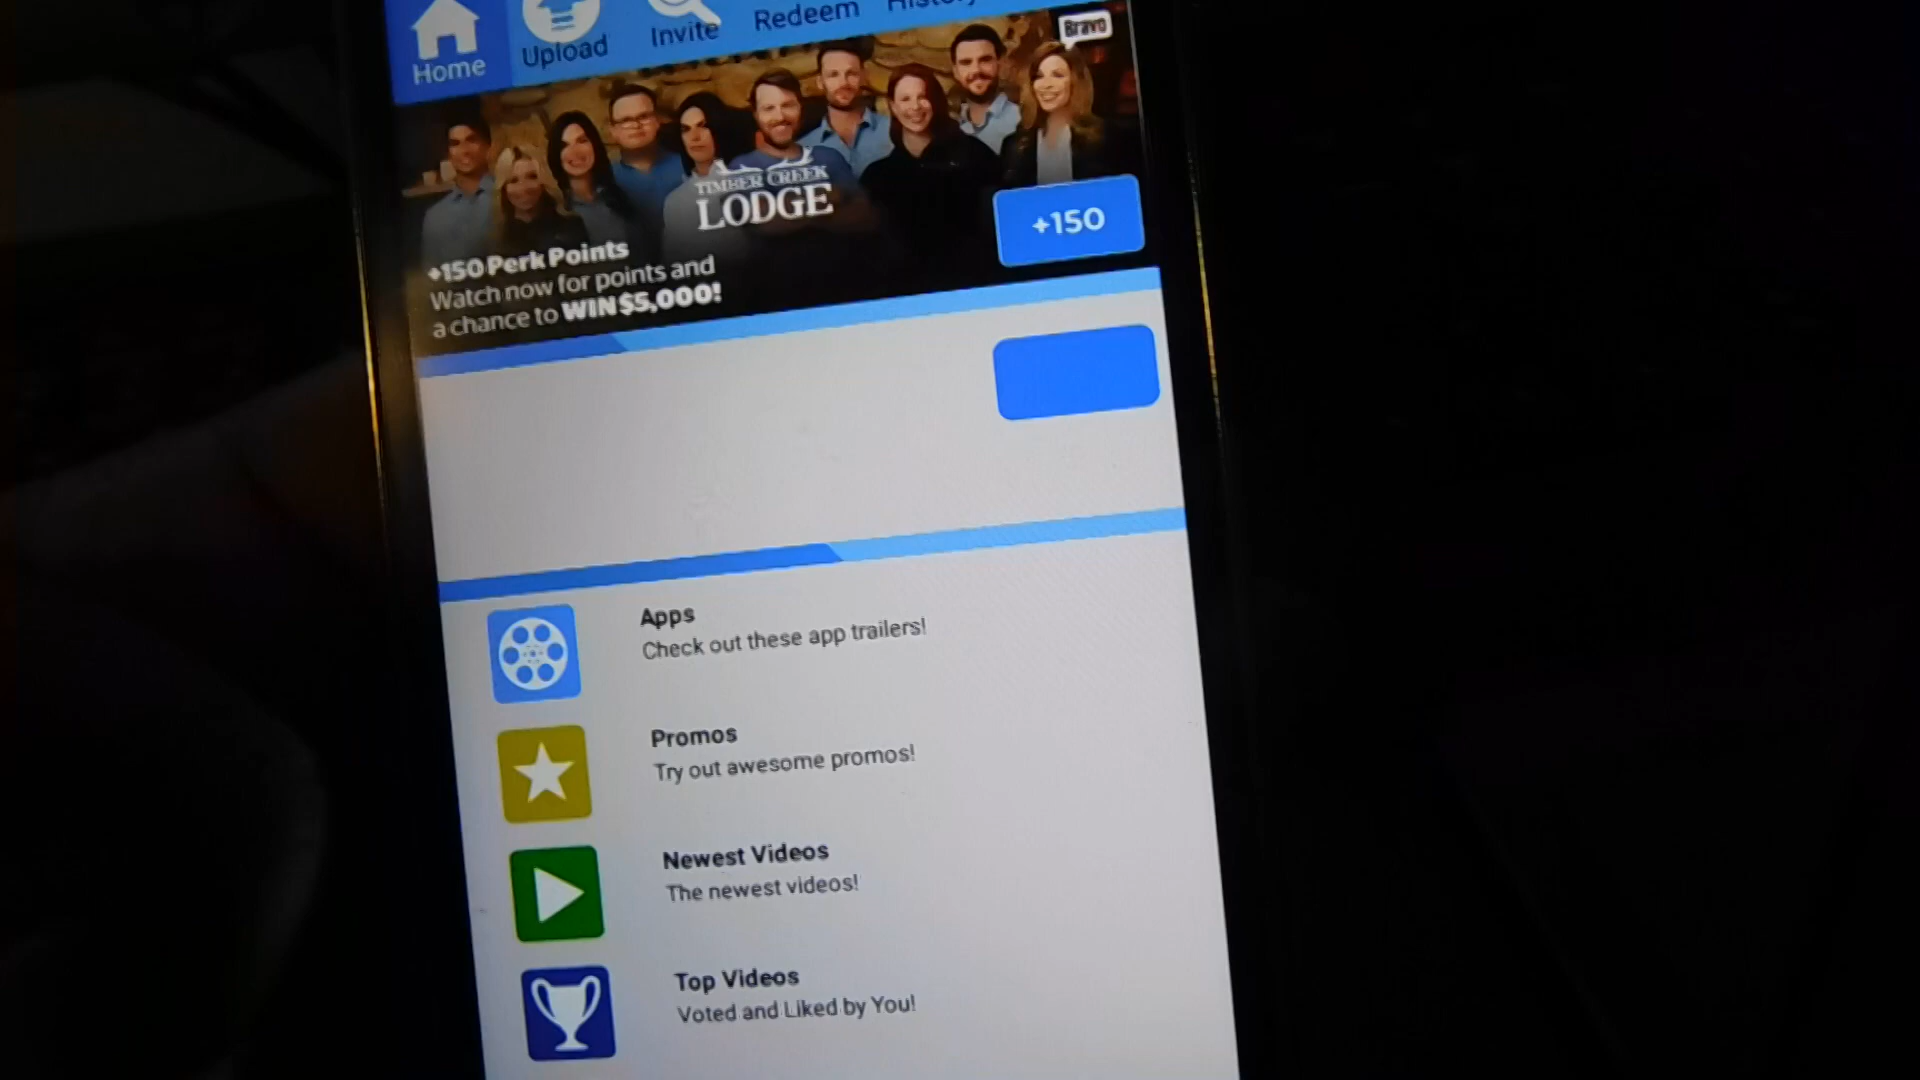 Home
Upload
Invite
Redeem
History
Bravo
TIMBER CREEK
LODGE
+150
+150 Perk Points
Watch now for points and
a chance to WIN $5,000!
Apps
Check out these app trailers!
Promos
Try out awesome promos!
Newest Videos
The newest videos!
Top Videos
Voted and Liked by You!